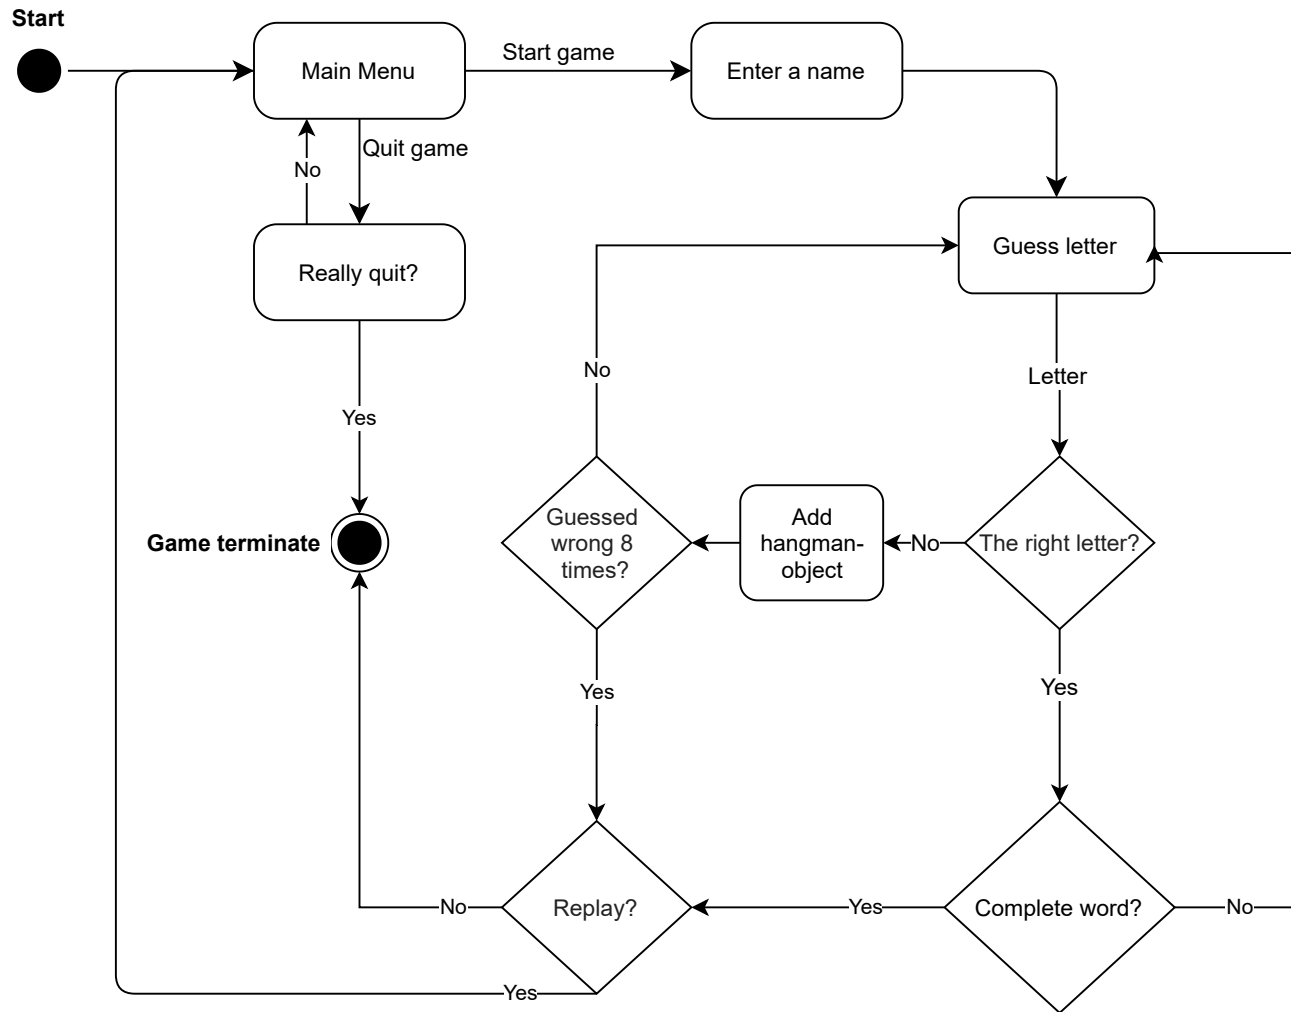 Start
Main Menu
Start game
Enter a name
No
Quit game
Really quit?
Guess letter
No
Letter
Yes
Game terminate
Guessed
wrong 8
times?
Add
hangman-
object
No
The right letter?
Yes
Yes
No
Replay?
Yes
Complete word?
No
Yes